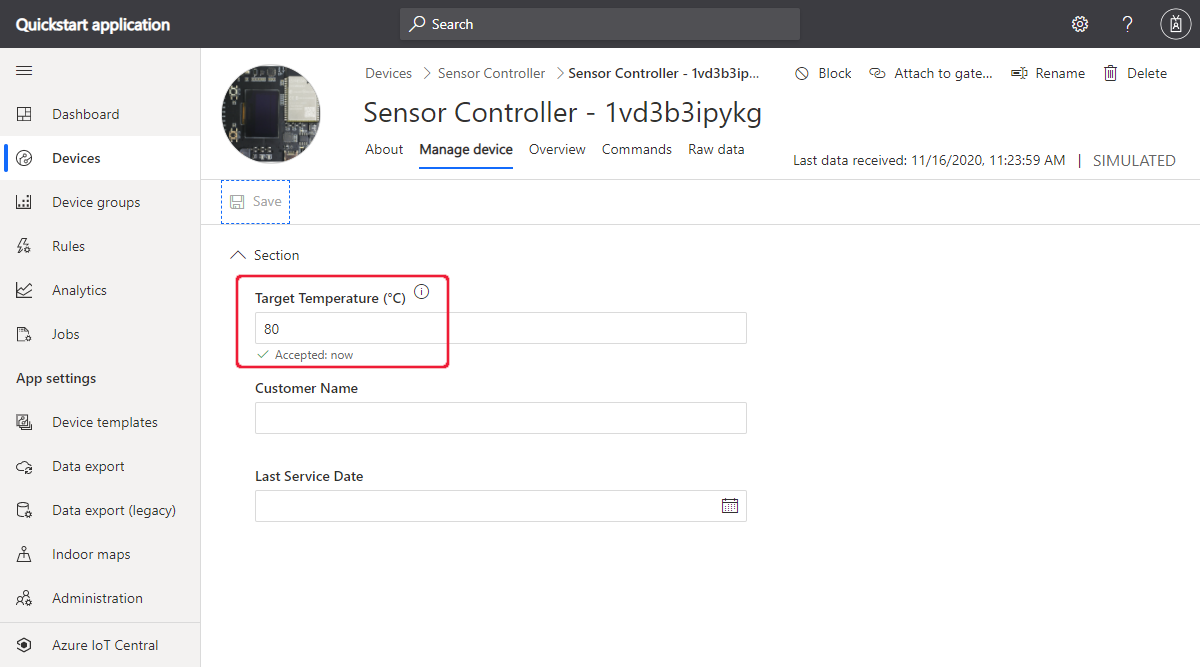 Quickstart application
Search
?
Dashboard
Devices
Device groups
Rules
Analytics
Jobs
App settings
Device templates
Data export
Data export (legacy)
Indoor maps
Administration
Azure IoT Central
Devices > Sensor Controller > Sensor Controller - 1vd3b3ip...
Block
Attach to gate...
Rename
Delete
Sensor Controller - 1vd3b3ipykg
About
Manage device
Overview
Commands
Raw data
Last data received: 11/16/2020, 11:23:59 AM | SIMULATED
Save
Section
Target Temperature (°C)
80
Accepted: now
Customer Name
Last Service Date